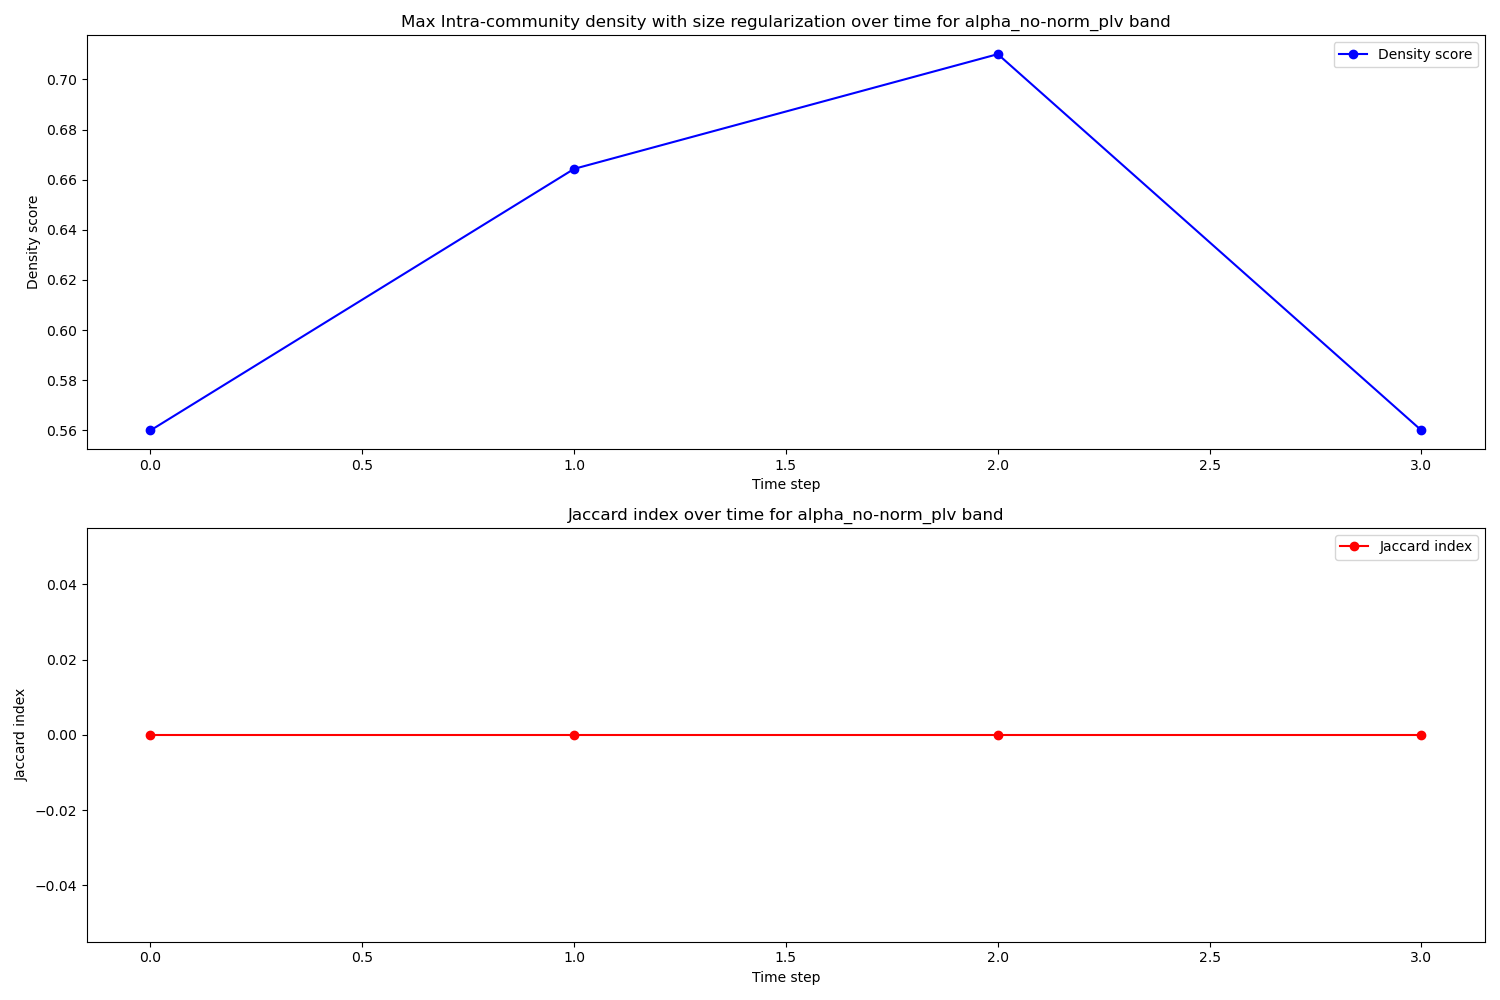 Max Intra-community density with size regularization over time for alpha_no-norm_plv band
Density score
0.70
0.68
0.66
0.64
0.62
0.60
0.58
0.56
Density score
0.0 0.5 1.0 1.5 2.0 2.5 3.0
Time step
Jaccard index over time for alpha_no-norm_plv band
Jaccard index
0.04
0.02
0.00
−0.02
−0.04
Jaccard index
0.0 0.5 1.0 1.5 2.0 2.5 3.0
Time step